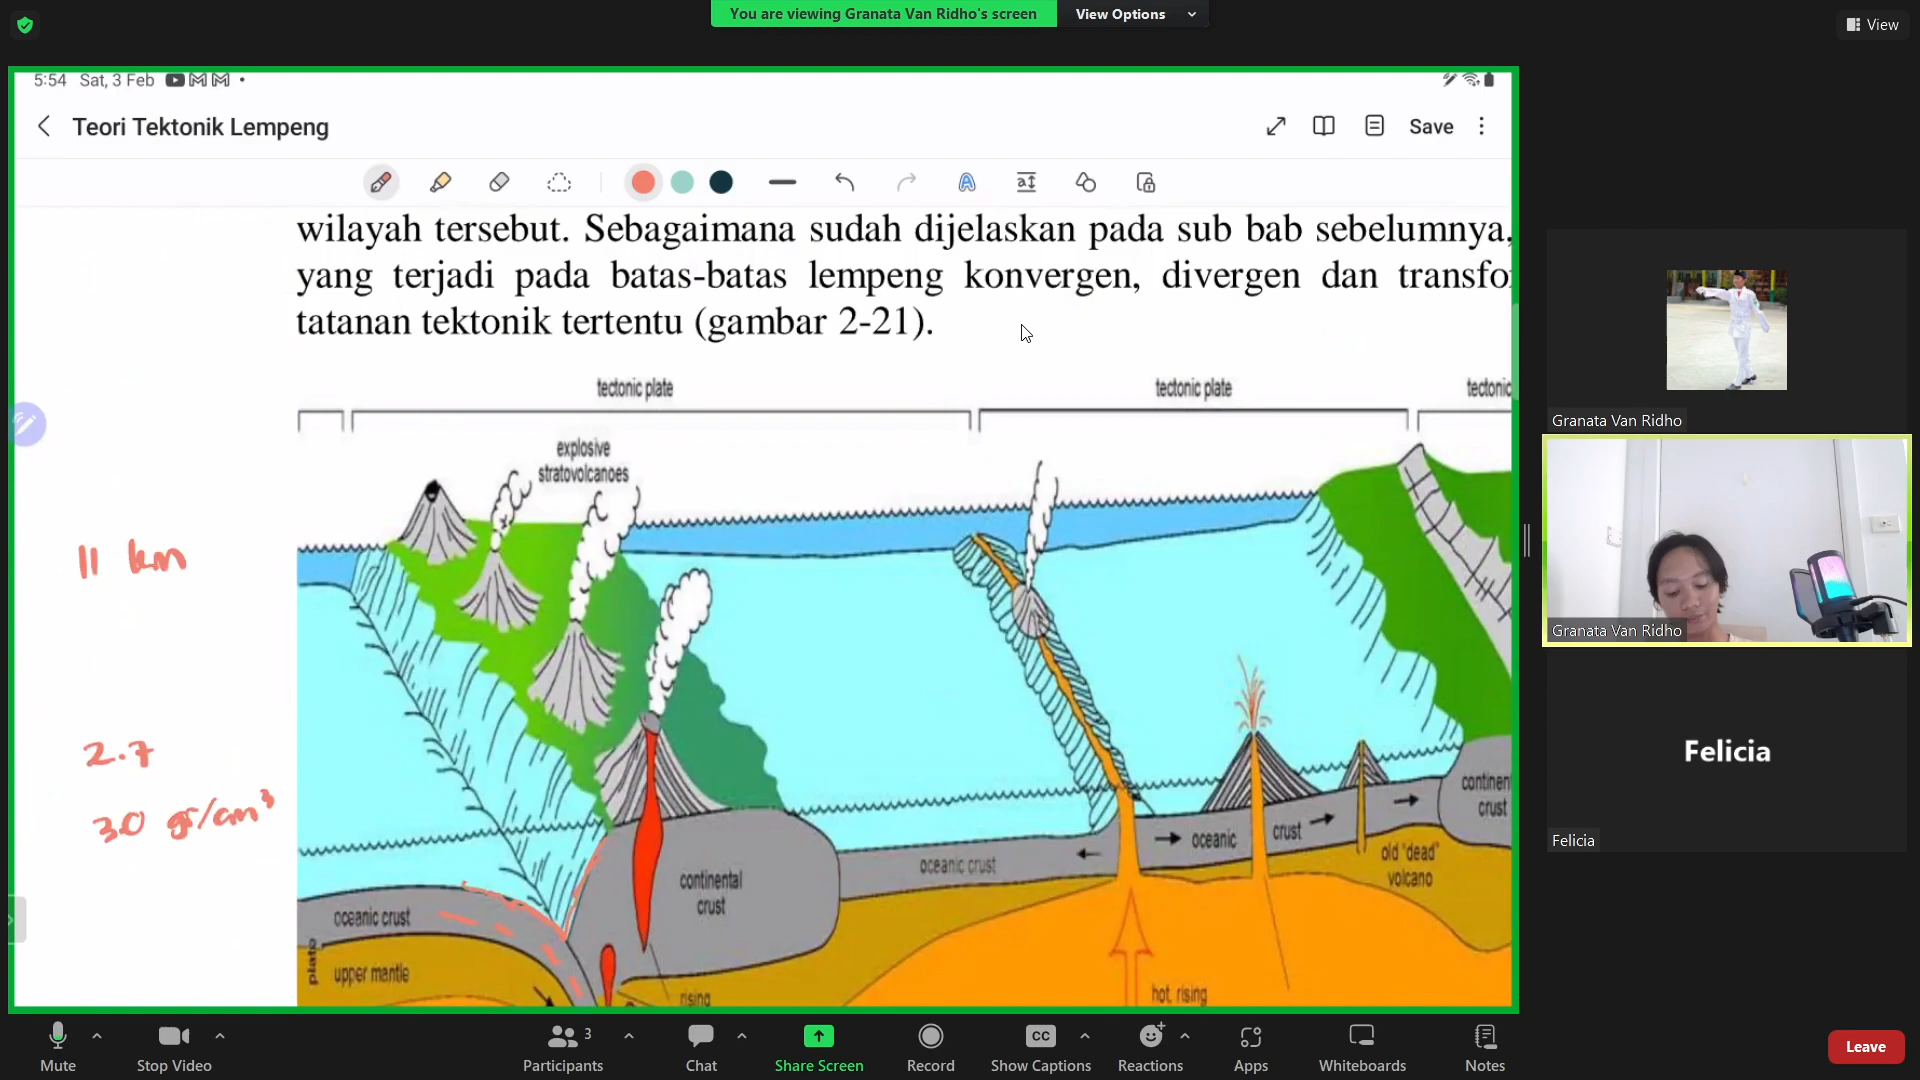 You are viewing Granata Van Ridho's screen
View Options
View
5:54 Sat, 3 Feb
Teori Tektonik Lempeng
Save
wilayah tersebut. Sebagaimana sudah dijelaskan pada sub bab sebelumnya,
yang terjadi pada batas-batas lempeng konvergen, divergen dan transfo
tatanan tektonik tertentu (gambar 2-21).
tectonic plate
tectonic plate
tectonic
explosive
stratovolcanoes
11 km
2.7
3.0 gr/cm³
continental
crust
oceanic crust
oceanic crust
old "dead"
volcano
continen
crust
oceanic crust
plate
upper mantle
rising
hot, rising
Granata Van Ridho
Granata Van Ridho
Felicia
Felicia
Mute
Stop Video
Participants
3
Chat
Share Screen
Record
CC
Show Captions
Reactions
Apps
Whiteboards
Notes
Leave